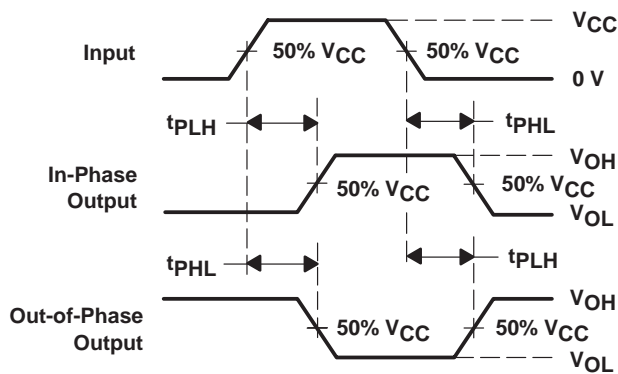 VCC
Input
50% VCC
50% VCC
0 V
tPLH
tPHL
In-Phase
Output
VOH
50% VCC
50% VCC
VOL
tPHL
tPLH
Out-of-Phase
Output
VOH
50% VCC
50% VCC
VOL